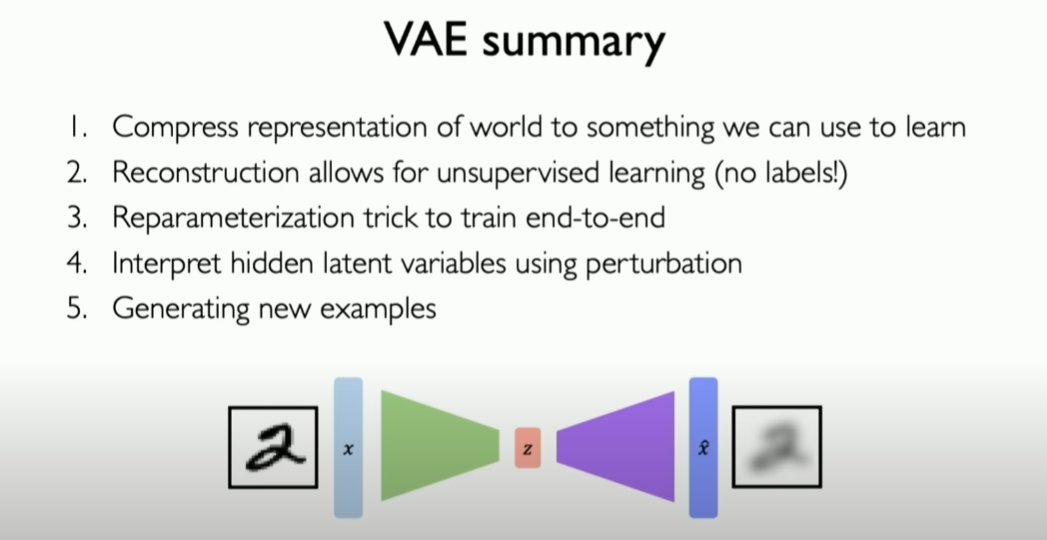 VAE summary
1. Compress representation of world to something we can use to learn
2. Reconstruction allows for unsupervised learning (no labels!)
3. Reparameterization trick to train end-to-end
4. Interpret hidden latent variables using perturbation
5. Generating new examples
2 x z x̂ 2